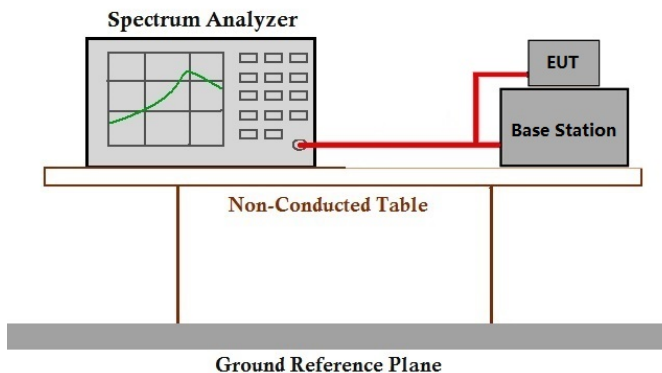 Spectrum Analyzer
EUT
Base Station
Non-Conducted Table
Ground Reference Plane